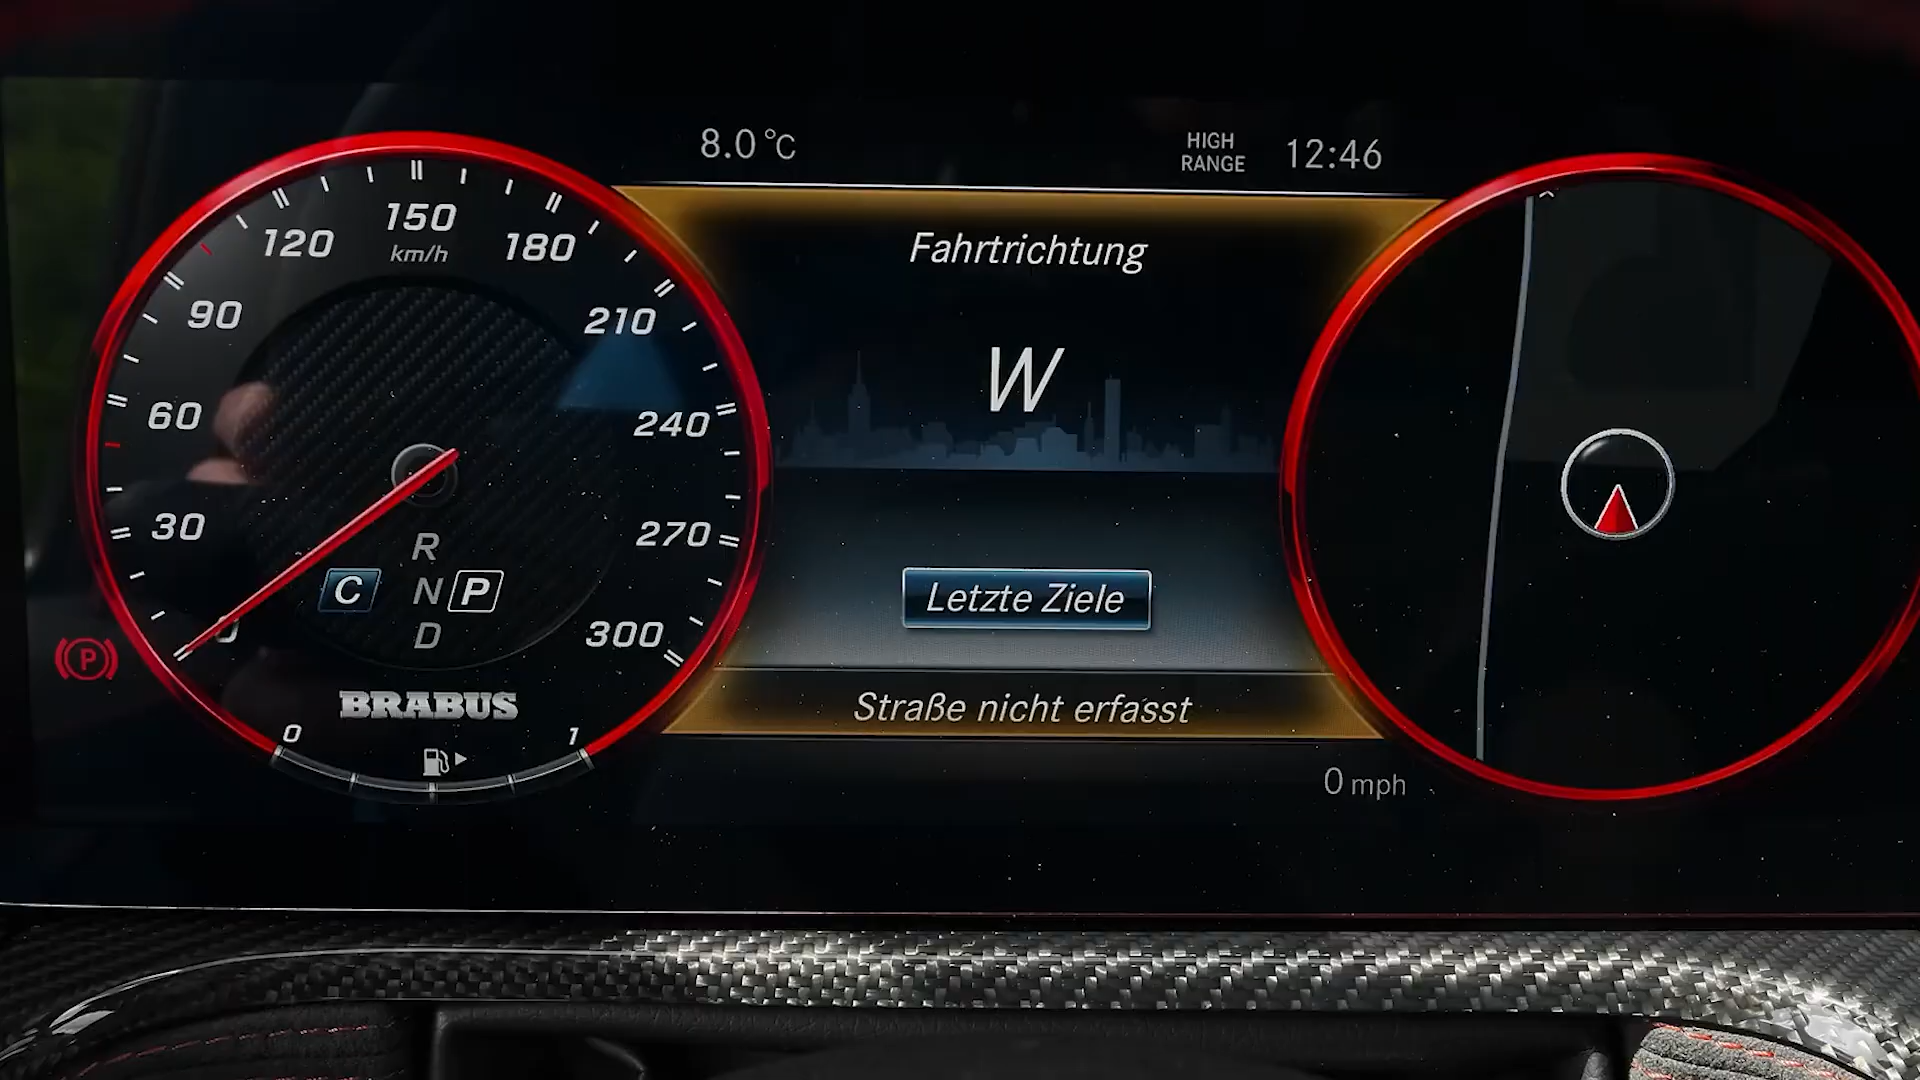 8.0 °C
HIGH
RANGE
12:46
150
km/h
120
180
90
210
60
240
30
270
0
300
R
C
N
P
D
P
BRABUS
0
1
Fahrtrichtung
W
Letzte Ziele
Straße nicht erfasst
0 mph